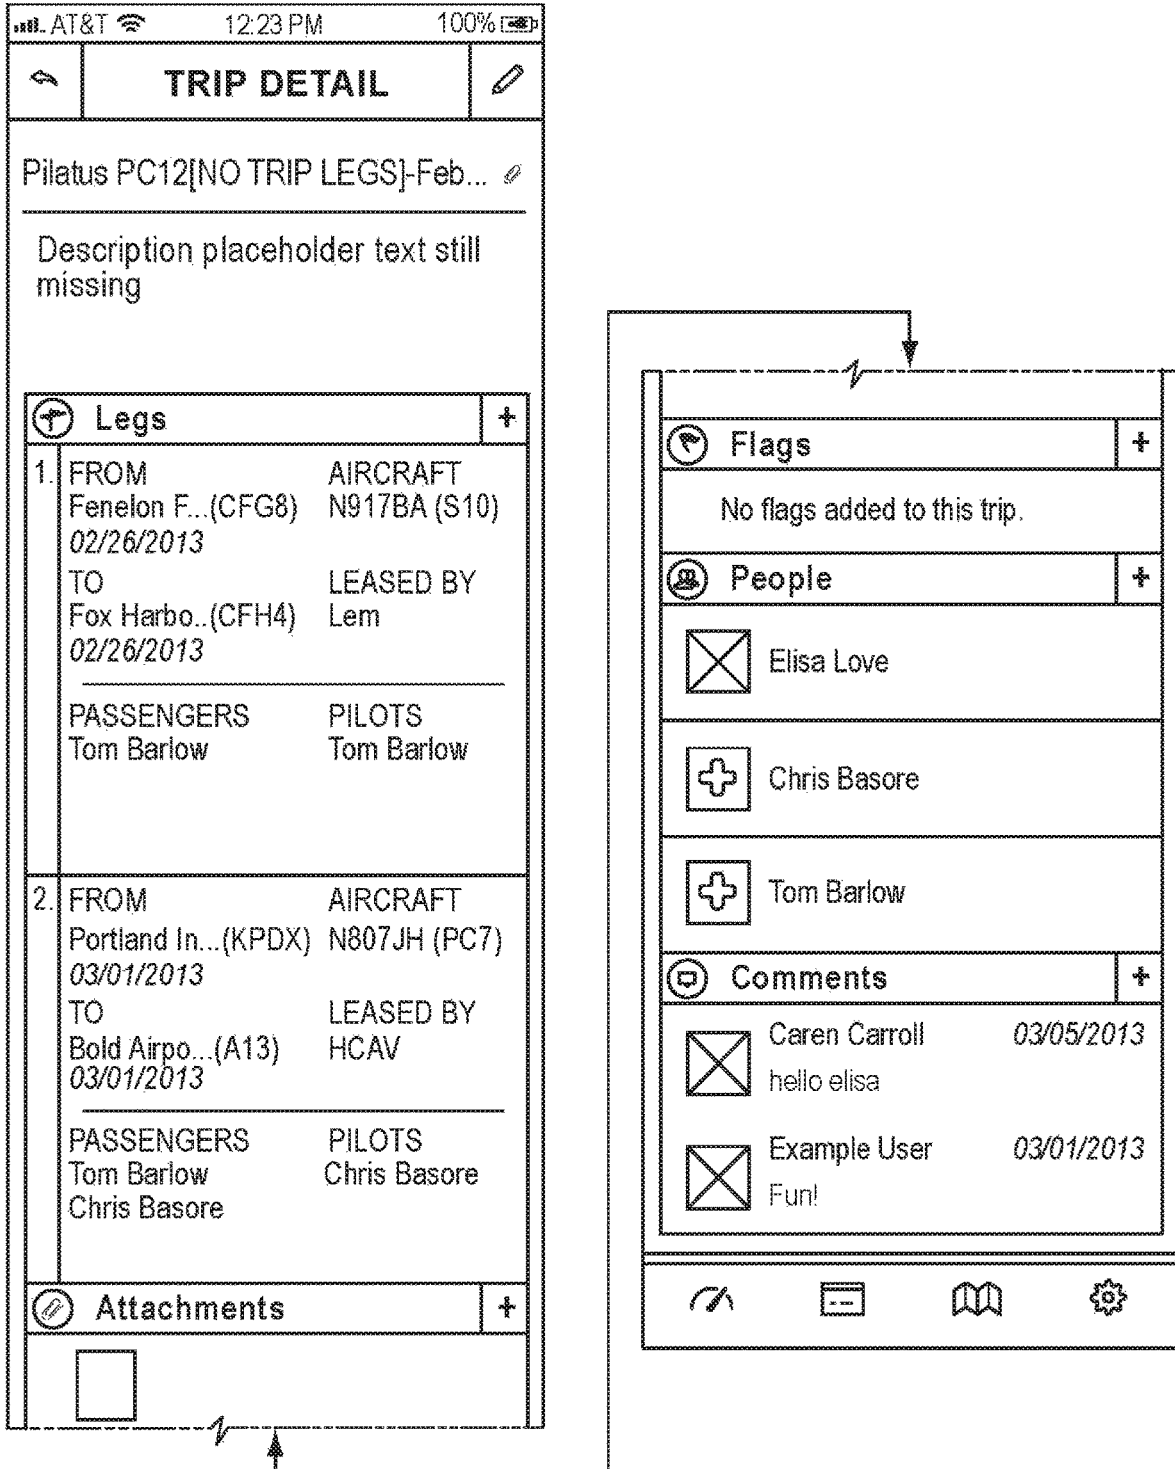 AT&T 12:23 PM 100%
TRIP DETAIL
Pilatus PC12[NO TRIP LEGS]-Feb...
Description placeholder text still
missing
Legs +
1. FROM AIRCRAFT
Fenelon F...(CFG8) N917BA (S10)
02/26/2013
TO LEASED BY
Fox Harbo..(CFH4) Lem
02/26/2013
PASSENGERS PILOTS
Tom Barlow Tom Barlow
2. FROM AIRCRAFT
Portland In...(KPDX) N807JH (PC7)
03/01/2013
TO LEASED BY
Bold Airpo...(A13) HCAV
03/01/2013
PASSENGERS PILOTS
Tom Barlow Chris Basore
Chris Basore
Attachments +
Flags +
No flags added to this trip.
People +
Elisa Love
Chris Basore
Tom Barlow
Comments +
Caren Carroll 03/05/2013
hello elisa
Example User 03/01/2013
Fun!